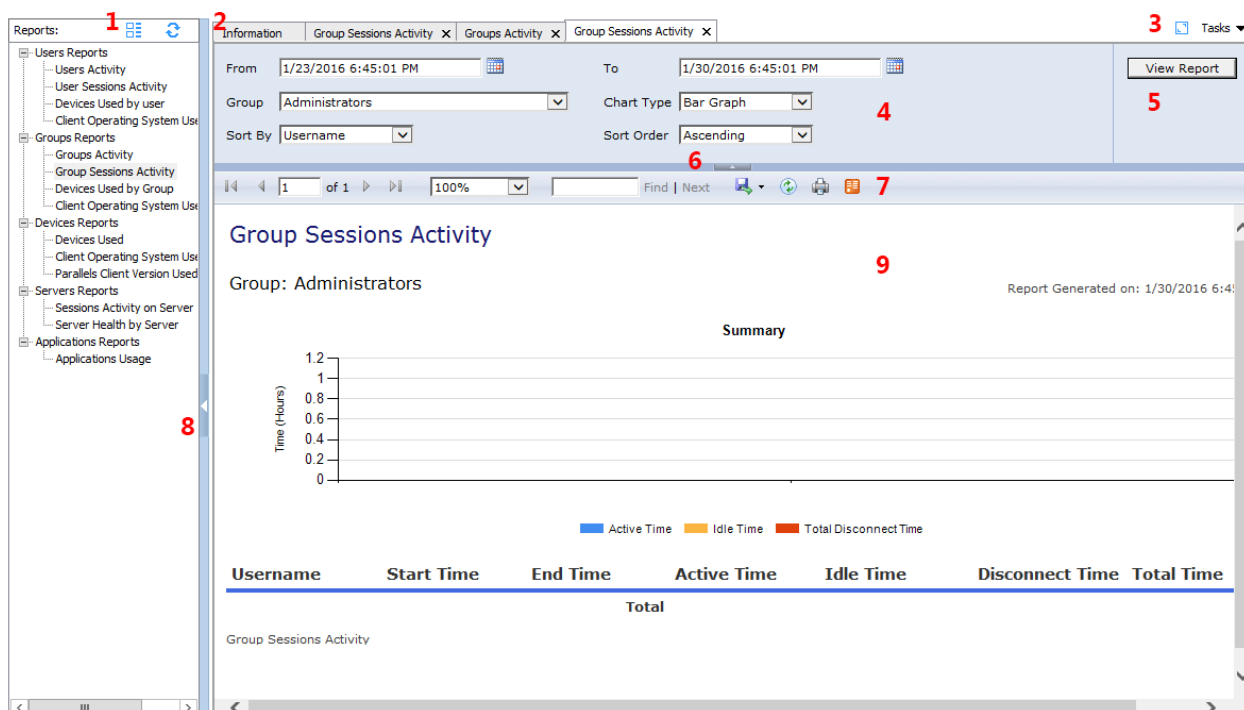 Reports: 1
2 Information Group Sessions Activity X Groups Activity X Group Sessions Activity X 3 Tasks
Users Reports
Users Activity
User Sessions Activity
Devices Used by user
Client Operating System Use
Groups Reports
Groups Activity
Group Sessions Activity
Devices Used by Group
Client Operating System Use
Devices Reports
Devices Used
Client Operating System Use
Parallels Client Version Used
Servers Reports
Sessions Activity on Server
Server Health by Server
Applications Reports
Applications Usage
8
From 1/23/2016 6:45:01 PM To 1/30/2016 6:45:01 PM View Report
Group Administrators Chart Type Bar Graph 4 5
Sort By Username Sort Order Ascending
6
1 of 1 100% Find | Next 7
Group Sessions Activity
9
Group: Administrators
Report Generated on: 1/30/2016 6:4
Summary
Time (Hours)
1.2
1
0.8
0.6
0.4
0.2
0
Active Time Idle Time Total Disconnect Time
Username Start Time End Time Active Time Idle Time Disconnect Time Total Time
Total
Group Sessions Activity